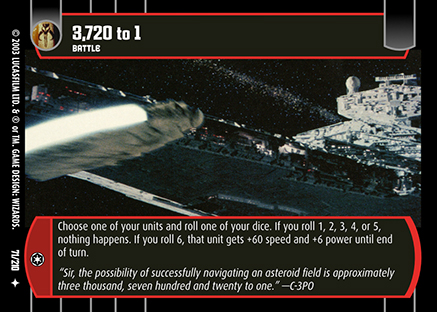 3,720 to 1
BATTLE
© 2003 LUCASFILM LTD. & ® or TM. GAME DESIGN: WIZARDS.
71/210
Choose one of your units and roll one of your dice. If you roll 1, 2, 3, 4, or 5,
nothing happens. If you roll 6, that unit gets +60 speed and +6 power until end
of turn.
"Sir, the possibility of successfully navigating an asteroid field is approximately
three thousand, seven hundred and twenty to one." —C-3PO